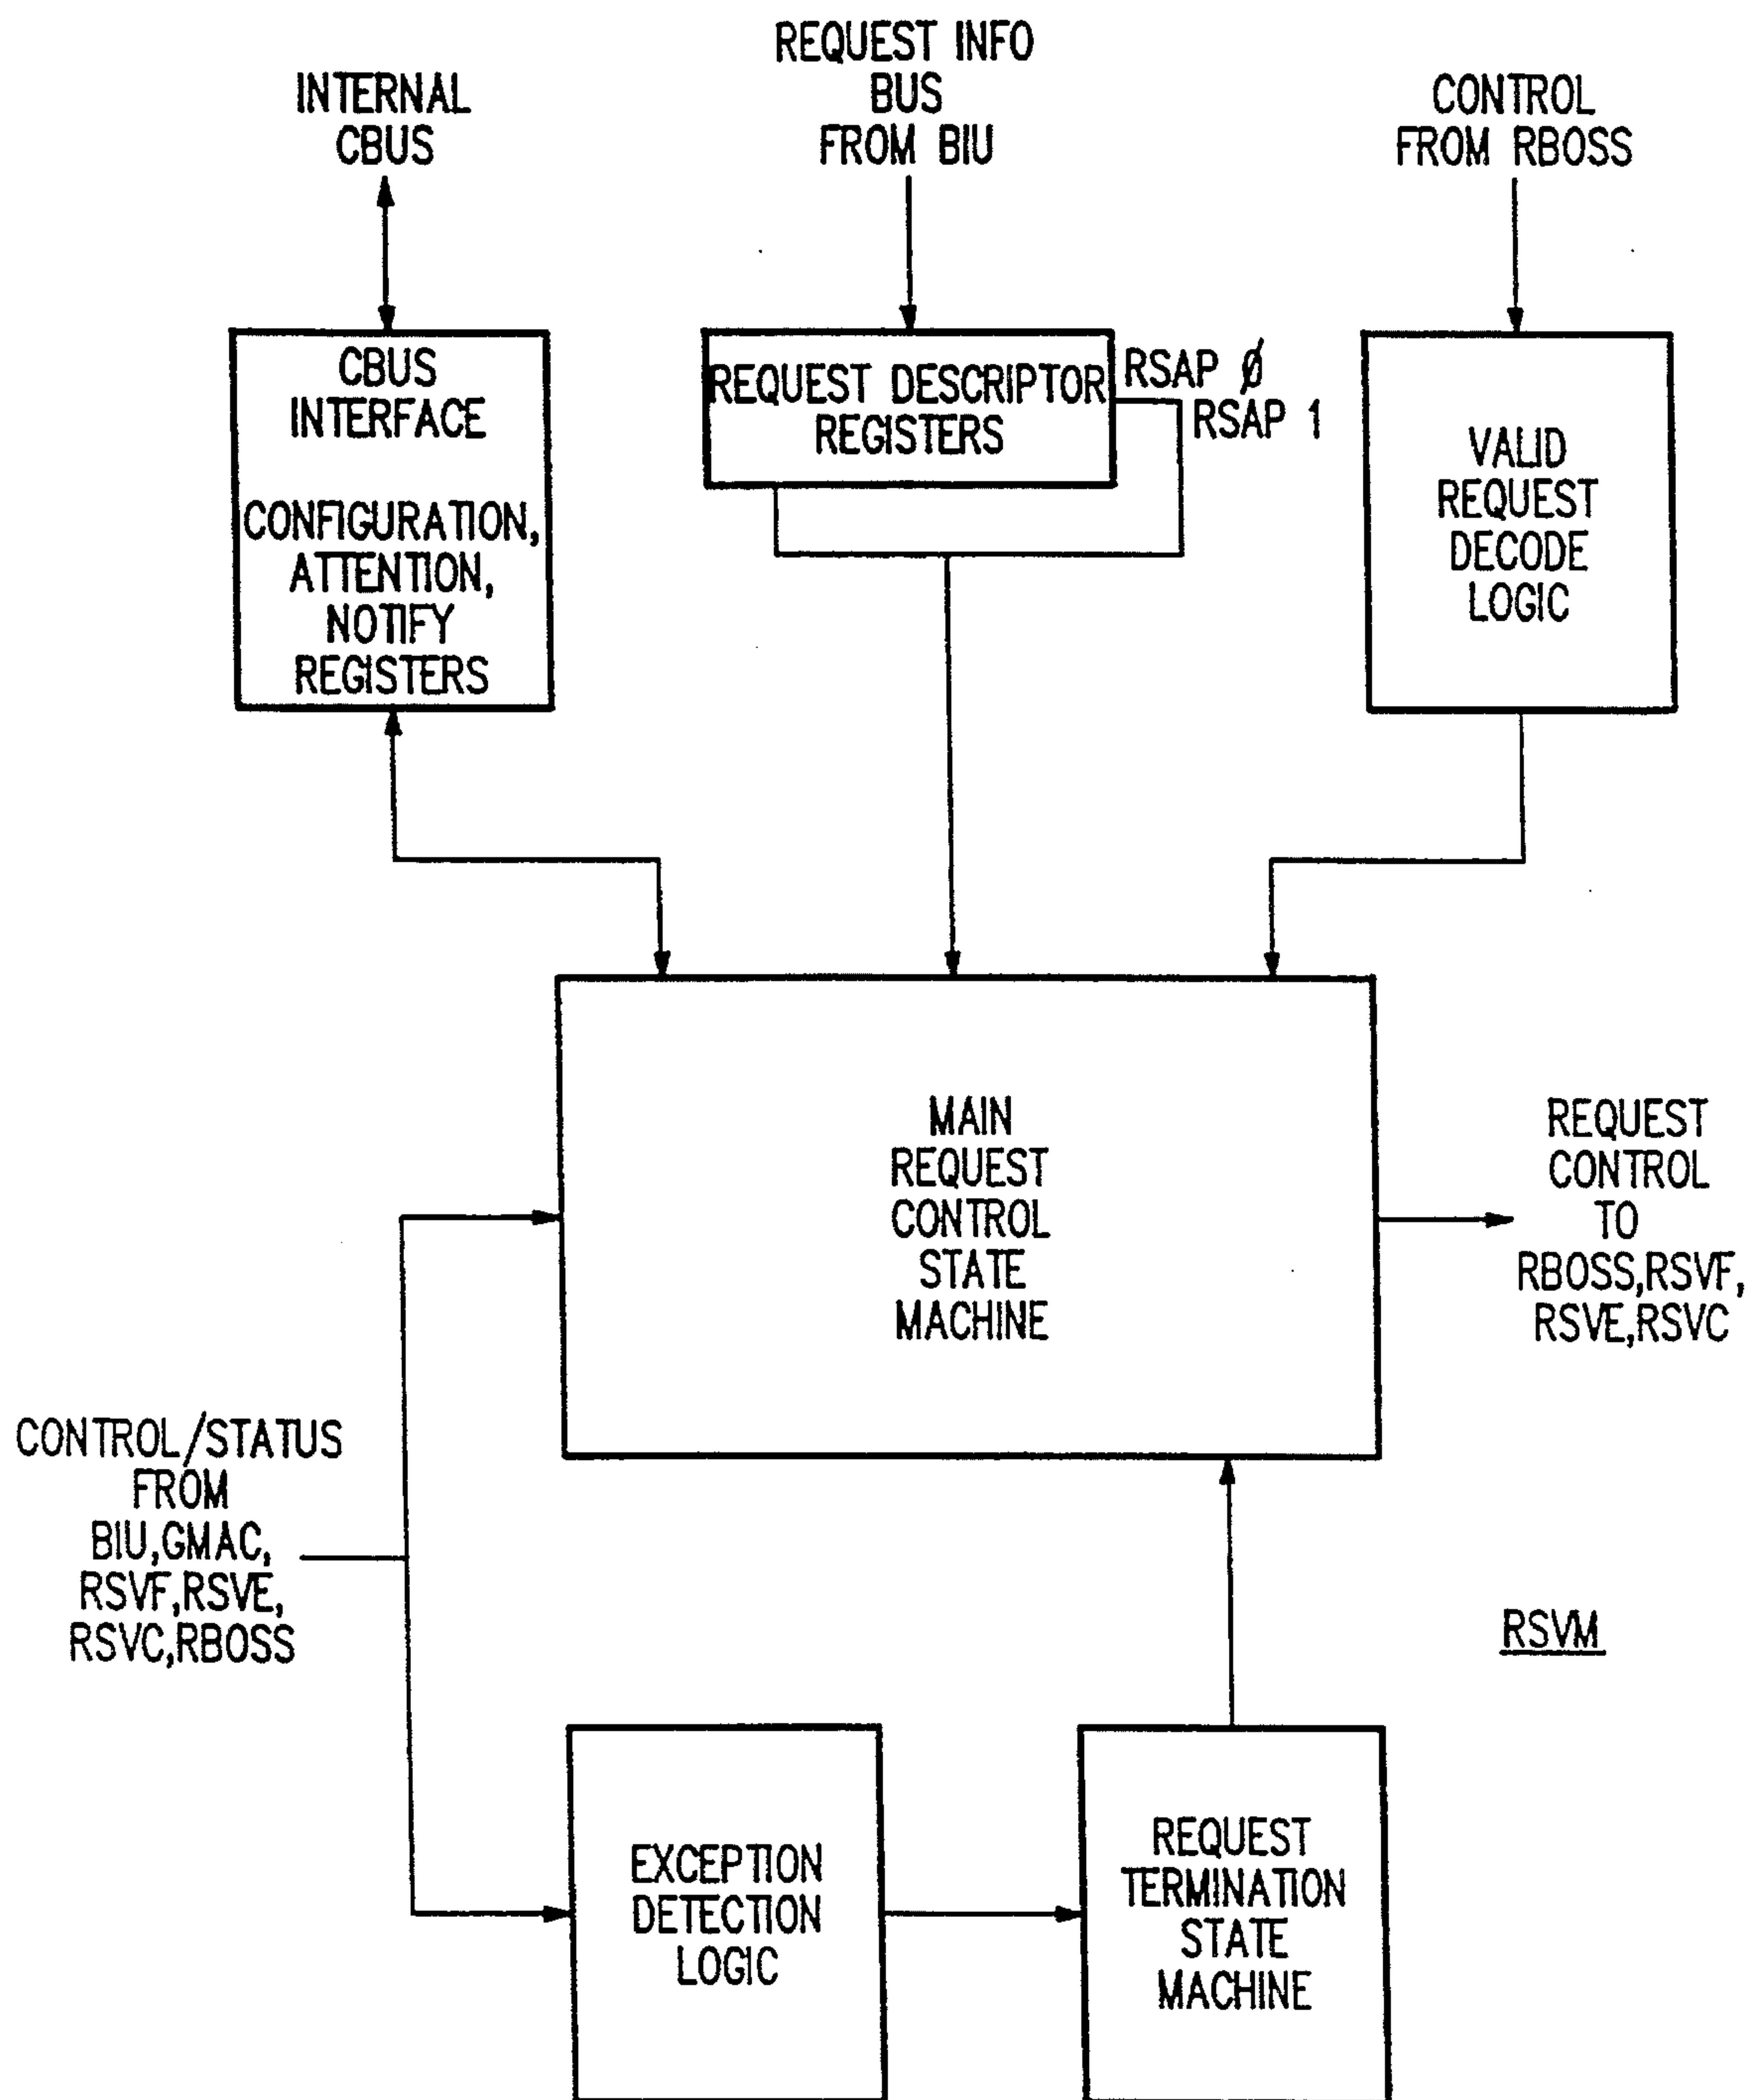 INTERNAL
CBUS
REQUEST INFO
BUS
FROM BIU
CONTROL
FROM RBOSS
CBUS
INTERFACE
CONFIGURATION,
ATTENTION,
NOTIFY
REGISTERS
REQUEST DESCRIPTOR
REGISTERS
RSAP Ø
RSAP 1
VALID
REQUEST
DECODE
LOGIC
MAIN
REQUEST
CONTROL
STATE
MACHINE
REQUEST
CONTROL
TO
RBOSS,RSVF,
RSVE,RSVC
CONTROL/STATUS
FROM
BIU,GMAC,
RSVF,RSVE,
RSVC,RBOSS
RSVM
EXCEPTION
DETECTION
LOGIC
REQUEST
TERMINATION
STATE
MACHINE